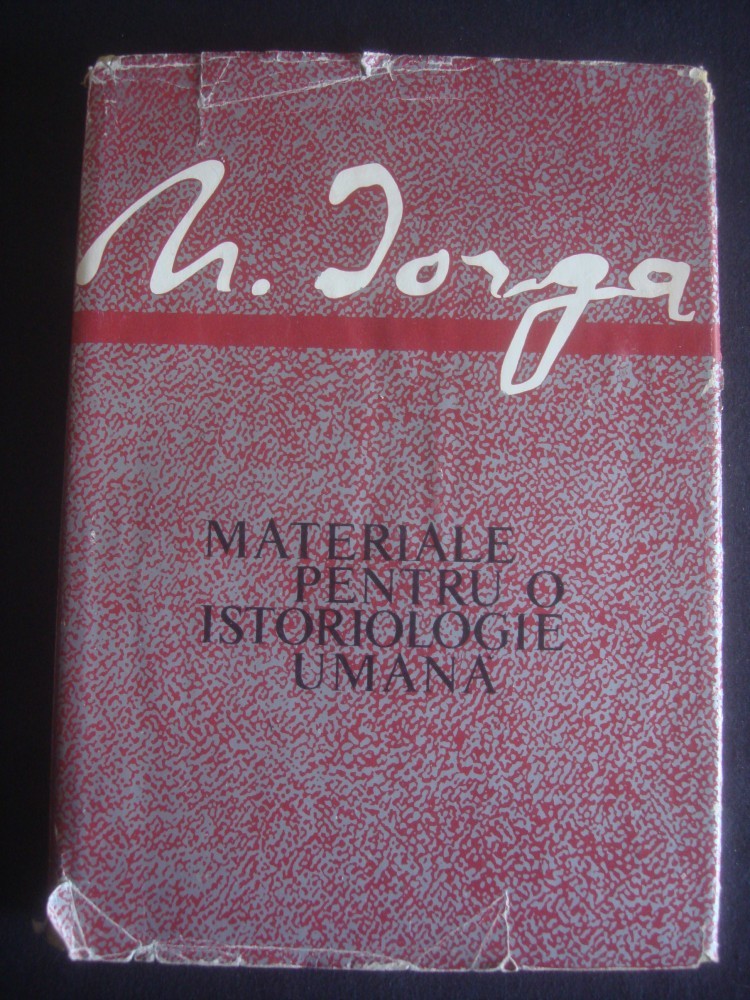 N. Iorga
MATERIALE
PENTRU O
ISTORIOLOGIE
UMANA